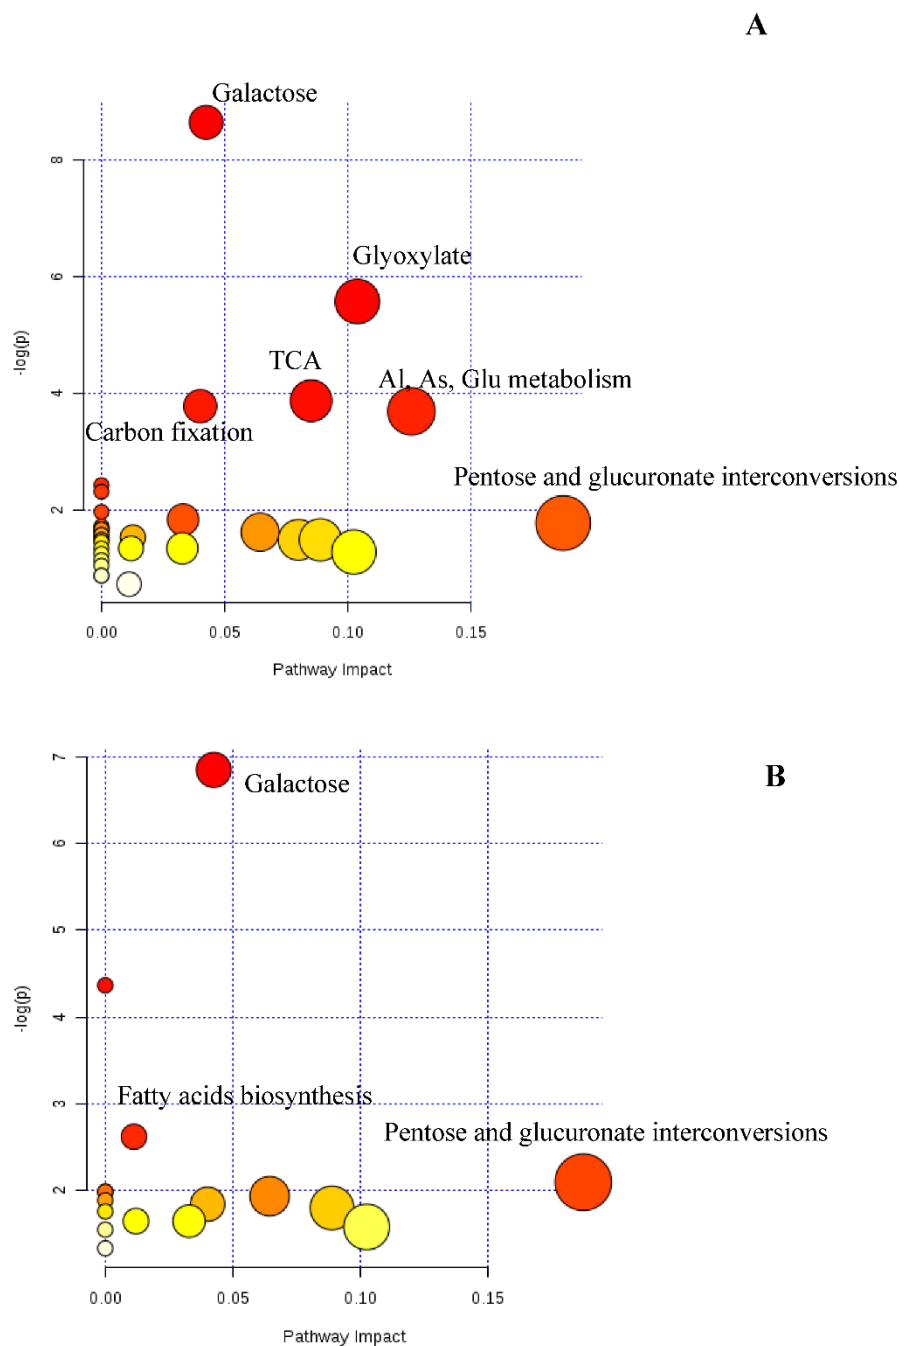 A
Galactose
8
Glyoxylate
6
TCA
Al, As, Glu metabolism
4
Carbon fixation
Pentose and glucuronate interconversions
2
-log(p)
0.00 0.05 0.10 0.15
Pathway Impact
B
7
Galactose
6
5
4
-log(p)
Fatty acids biosynthesis
3
Pentose and glucuronate interconversions
2
0.00 0.05 0.10 0.15
Pathway Impact